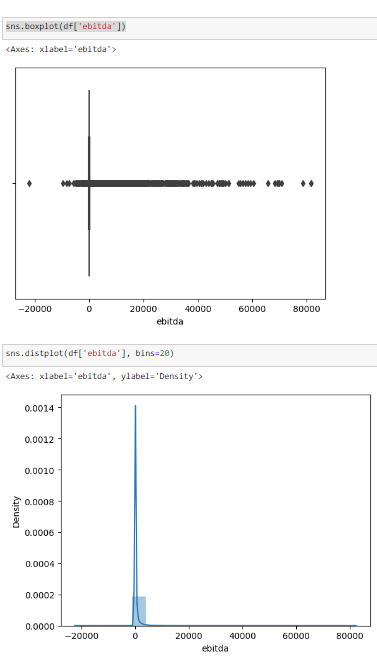 sns.boxplot(df['ebitda'])
<Axes: xlabel='ebitda'>
−20000 0 20000 40000 60000 80000
ebitda
sns.distplot(df['ebitda'], bins=20)
<Axes: xlabel='ebitda', ylabel='Density'>
0.0014
0.0012
0.0010
0.0008
0.0006
0.0004
0.0002
0.0000
Density
−20000 0 20000 40000 60000 80000
ebitda